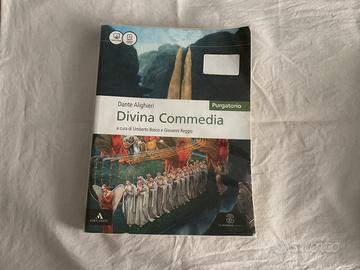 Dante Alighieri
Purgatorio
Divina Commedia
a cura di Umberto Bosco e Giovanni Reggio